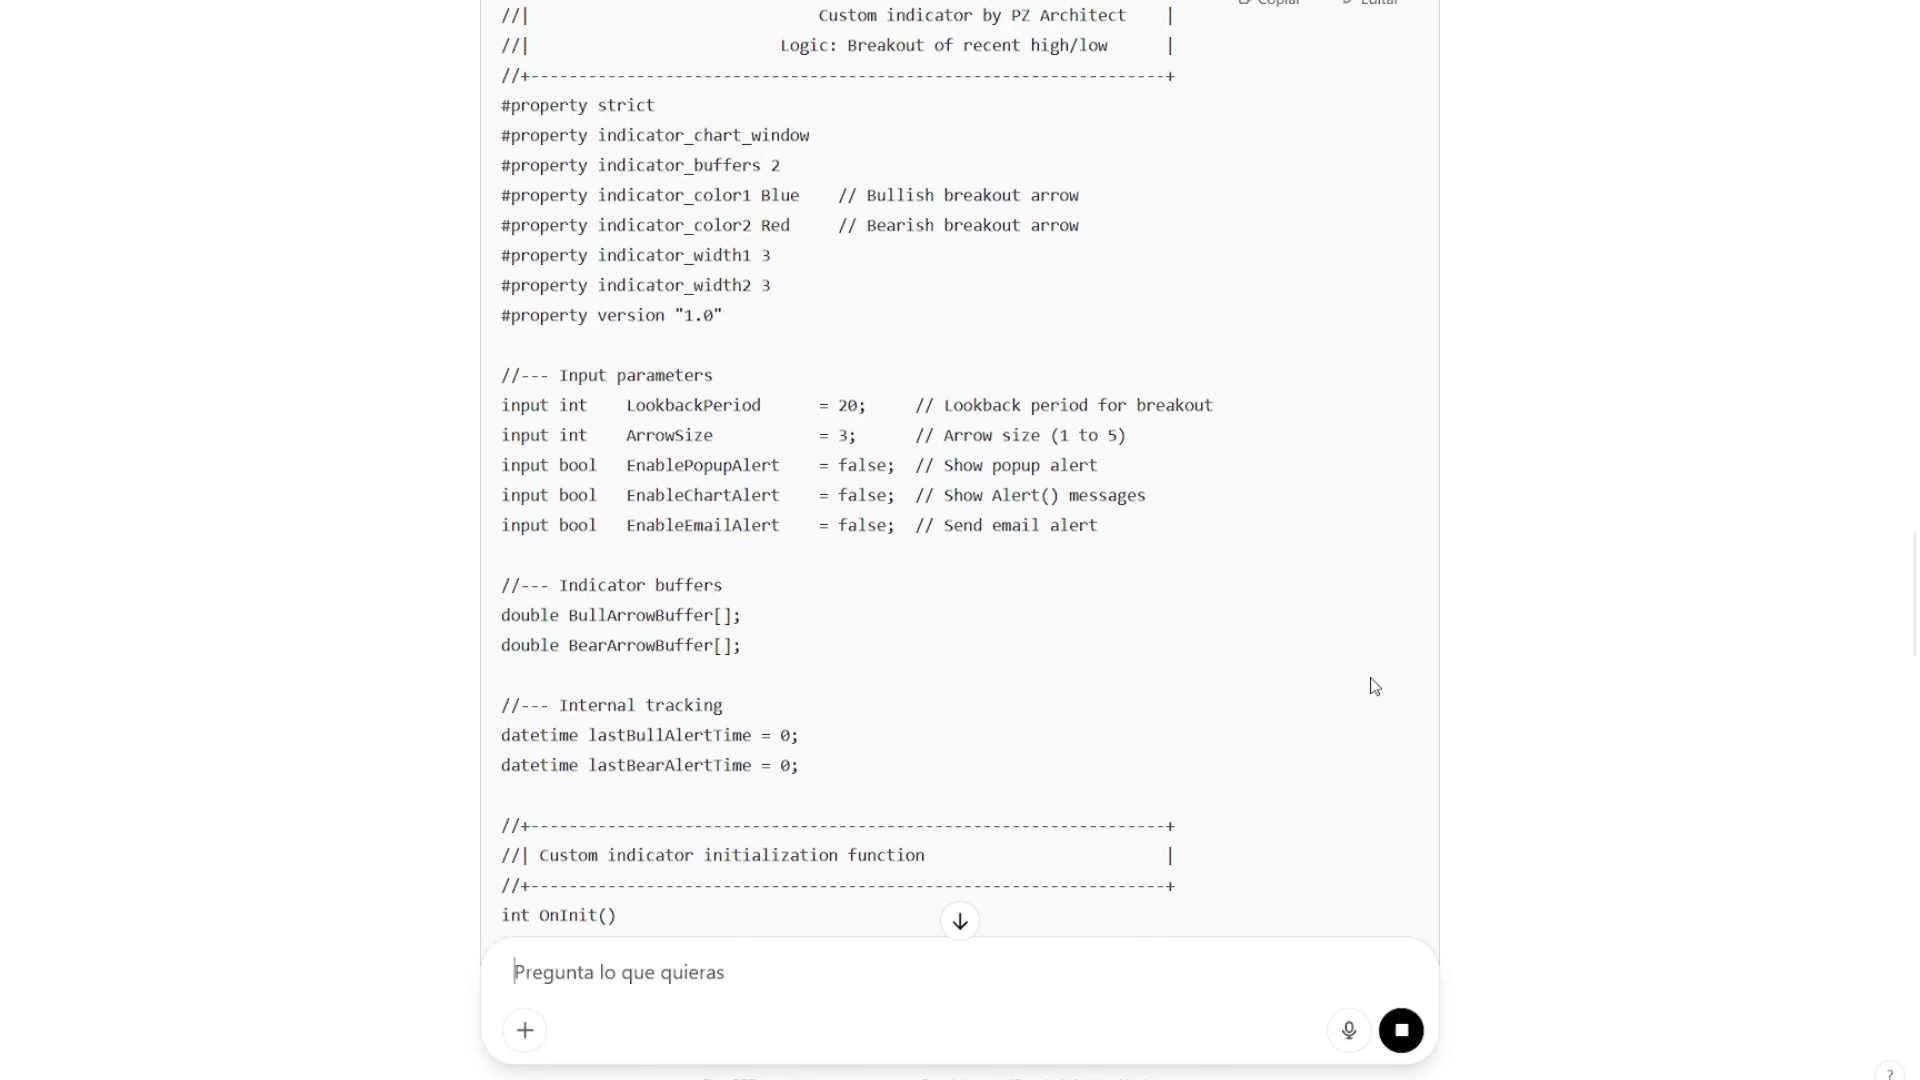 Copiar Editar
//| Custom indicator by PZ Architect |
//| Logic: Breakout of recent high/low |
//+------------------------------------------------------------------+
#property strict
#property indicator_chart_window
#property indicator_buffers 2
#property indicator_color1 Blue // Bullish breakout arrow
#property indicator_color2 Red // Bearish breakout arrow
#property indicator_width1 3
#property indicator_width2 3
#property version "1.0"
//--- Input parameters
input int LookbackPeriod = 20; // Lookback period for breakout
input int ArrowSize = 3; // Arrow size (1 to 5)
input bool EnablePopupAlert = false; // Show popup alert
input bool EnableChartAlert = false; // Show Alert() messages
input bool EnableEmailAlert = false; // Send email alert
//--- Indicator buffers
double BullArrowBuffer[];
double BearArrowBuffer[];
//--- Internal tracking
datetime lastBullAlertTime = 0;
datetime lastBearAlertTime = 0;
//+------------------------------------------------------------------+
//| Custom indicator initialization function |
//+------------------------------------------------------------------+
int OnInit()
Pregunta lo que quieras
?